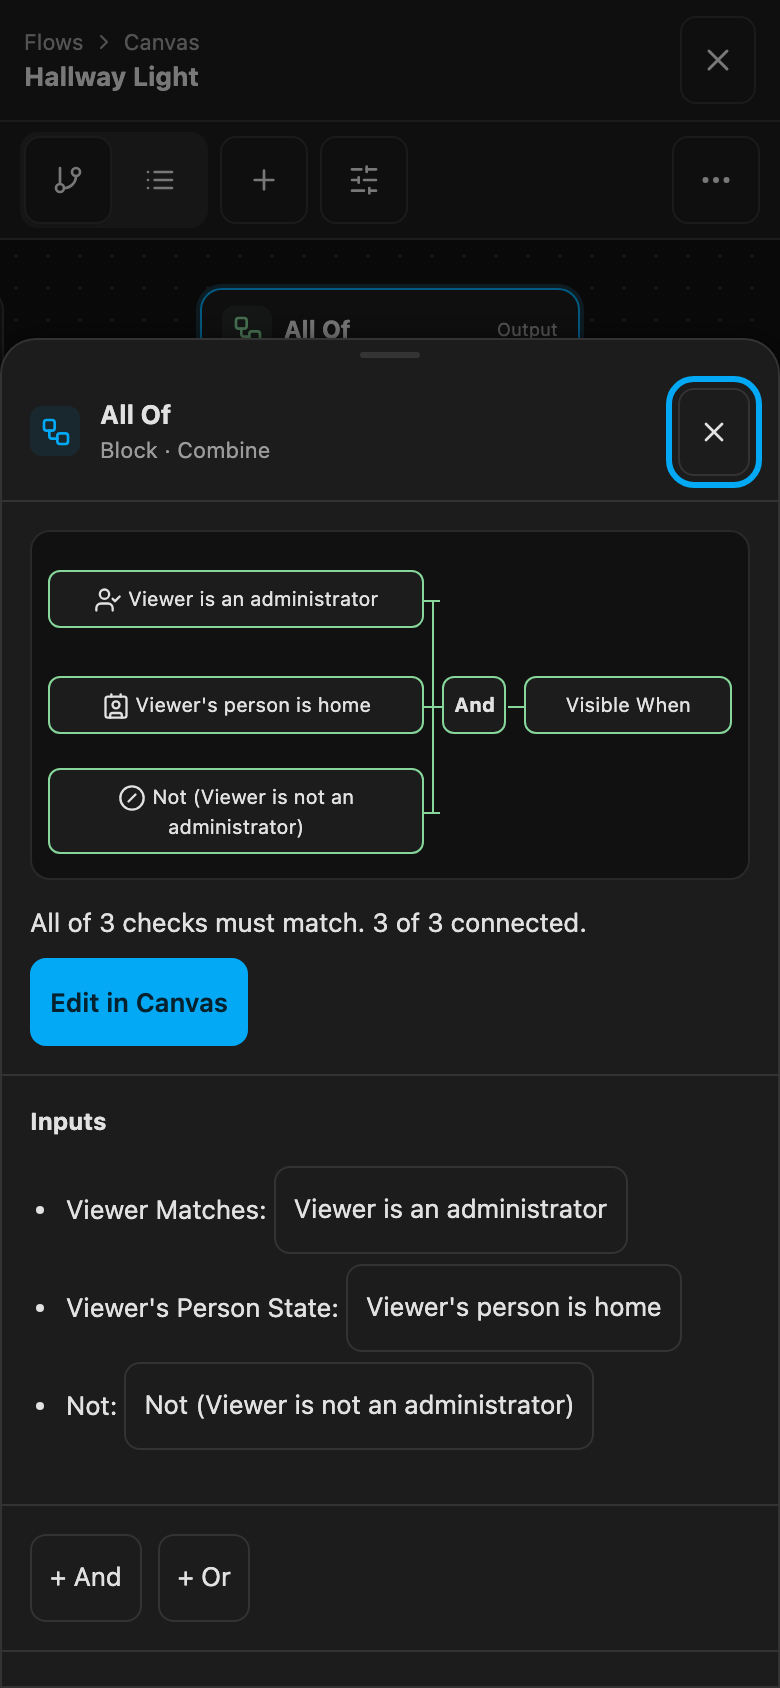 Flows > Canvas
Hallway Light
All Of
Output
All Of
Block · Combine
Viewer is an administrator
Viewer's person is home
And
Visible When
Not (Viewer is not an
administrator)
All of 3 checks must match. 3 of 3 connected.
Edit in Canvas
Inputs
• Viewer Matches: Viewer is an administrator
• Viewer's Person State: Viewer's person is home
• Not: Not (Viewer is not an administrator)
+ And
+ Or